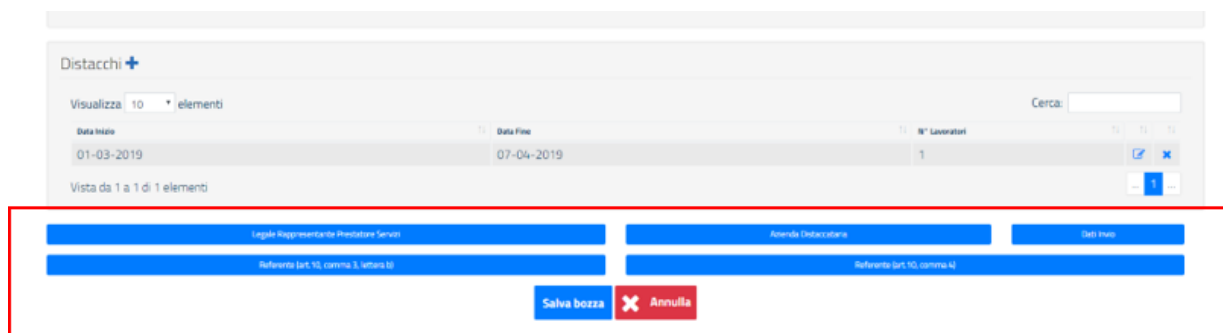 Distacchi
Visualizza 10 elementi Cerca:
Data Inizio Data Fine N° Lavoratori
01-03-2019 07-04-2019 1
Vista da 1 a 1 di 1 elementi ... 1 ...
Legale Rappresentante Prestatore Servizi Azienda Distaccataria Dati Invio
Referente (art.10, comma 3, lettera b) Referente (art.10, comma 4)
Salva bozza Annulla